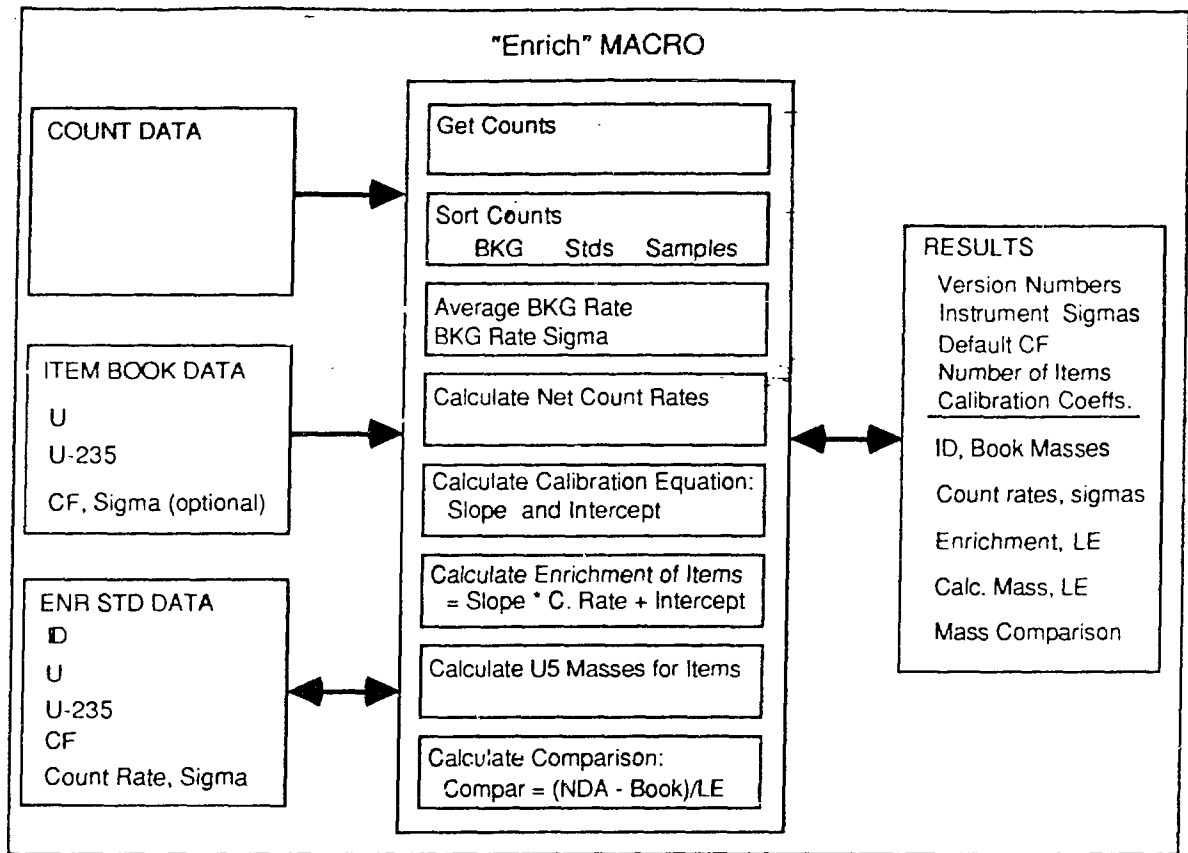 "Enrich" MACRO
COUNT DATA
ITEM BOOK DATA
U
U-235
CF, Sigma (optional)
ENR STD DATA
ID
U
U-235
CF
Count Rate, Sigma
Get Counts
Sort Counts
BKG Stds Samples
Average BKG Rate
BKG Rate Sigma
Calculate Net Count Rates
Calculate Calibration Equation:
Slope and Intercept
Calculate Enrichment of Items
= Slope * C. Rate + Intercept
Calculate U5 Masses for Items
Calculate Comparison:
Compar = (NDA - Book)/LE
RESULTS
Version Numbers
Instrument Sigmas
Default CF
Number of Items
Calibration Coeffs.
ID, Book Masses
Count rates, sigmas
Enrichment, LE
Calc. Mass, LE
Mass Comparison